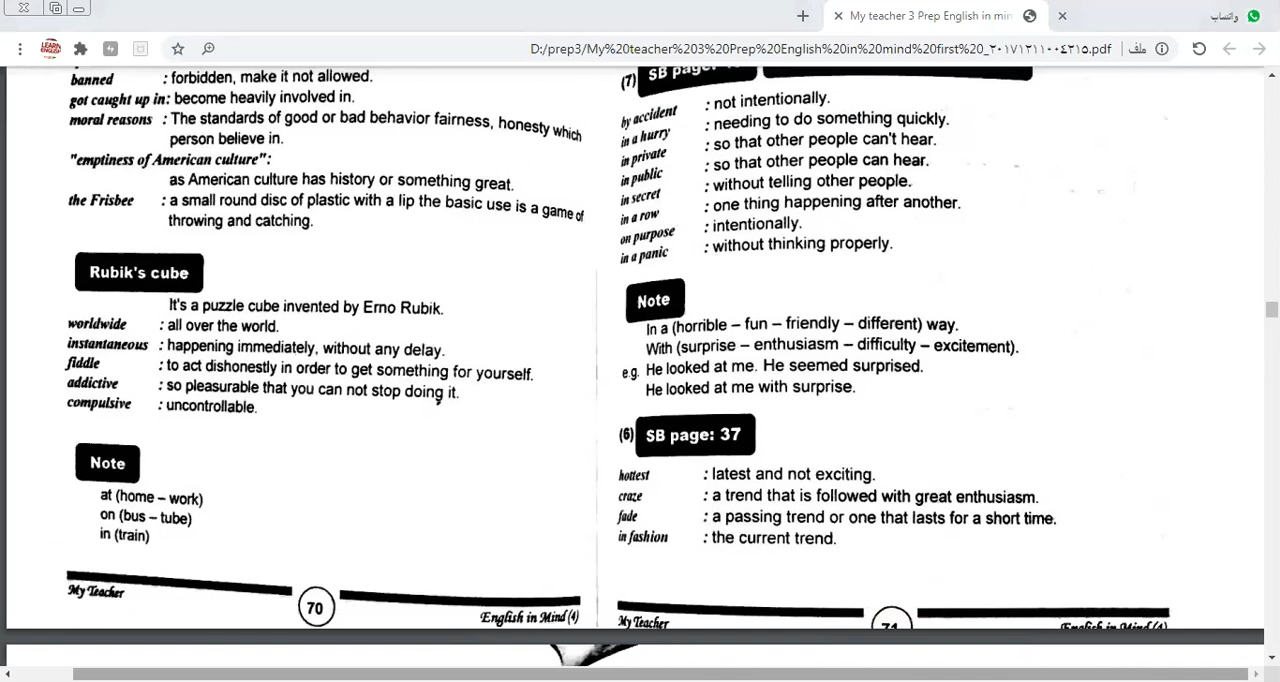 My teacher 3 Prep English in min
واتساب
D:/prep3/My%20teacher%203%20Prep%20English%20in%20mind%20first%20_٢٠١٧١٢١١٠٠٤٢١٥.pdf
ملف
banned : forbidden, make it not allowed.
got caught up in: become heavily involved in.
moral reasons : The standards of good or bad behavior fairness, honesty which
person believe in.
"emptiness of American culture":
as American culture has history or something great.
the Frisbee : a small round disc of plastic with a lip the basic use is a game of
throwing and catching.
Rubik's cube
It's a puzzle cube invented by Erno Rubik.
worldwide : all over the world.
instantaneous : happening immediately, without any delay.
fiddle : to act dishonestly in order to get something for yourself.
addictive : so pleasurable that you can not stop doing it.
compulsive : uncontrollable.
Note
at (home – work)
on (bus – tube)
in (train)
My Teacher
70
English in Mind (4)
(7) SB page:
by accident : not intentionally.
in a hurry : needing to do something quickly.
in private : so that other people can't hear.
in public : so that other people can hear.
in secret : without telling other people.
in a row : one thing happening after another.
on purpose : intentionally.
in a panic : without thinking properly.
Note
In a (horrible – fun – friendly – different) way.
With (surprise – enthusiasm – difficulty – excitement).
e.g. He looked at me. He seemed surprised.
He looked at me with surprise.
(6) SB page: 37
hottest : latest and not exciting.
craze : a trend that is followed with great enthusiasm.
fade : a passing trend or one that lasts for a short time.
in fashion : the current trend.
My Teacher
71
English in Mind (4)